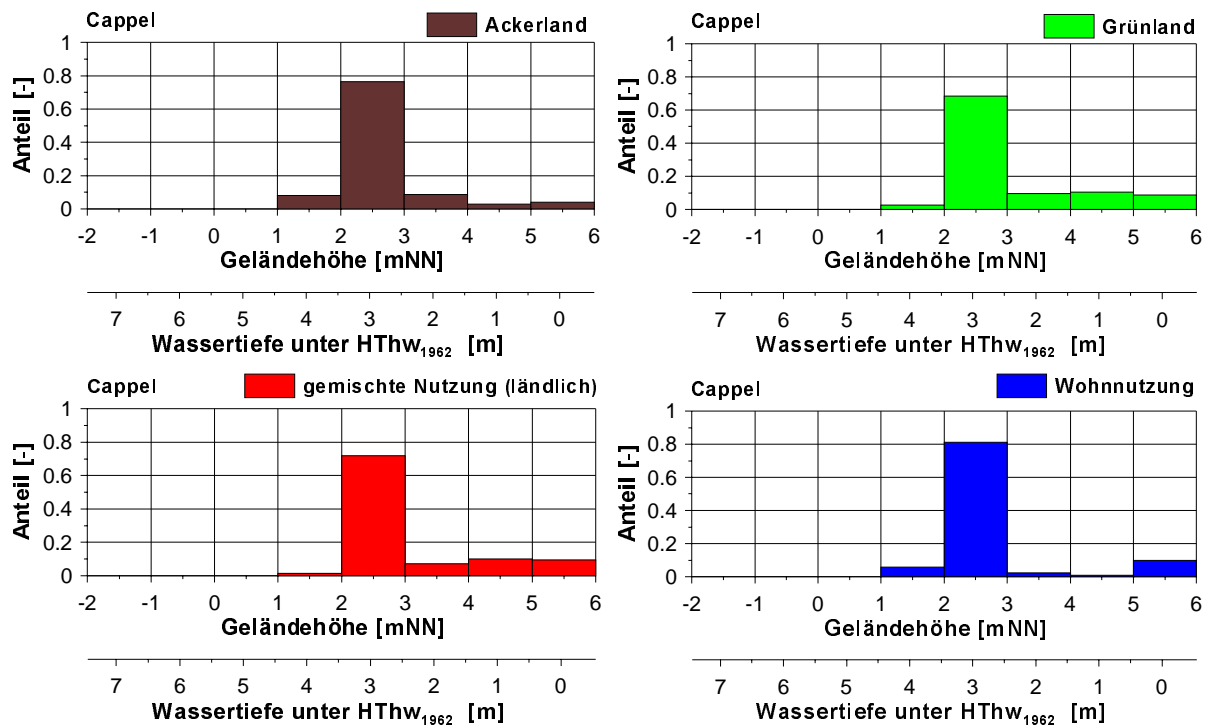 Cappel
Ackerland
1
0.8
0.6
0.4
0.2
0
Anteil [-]
-2 -1 0 1 2 3 4 5 6
Geländehöhe [mNN]
7 6 5 4 3 2 1 0
Wassertiefe unter HThw1962 [m]
Cappel
Grünland
1
0.8
0.6
0.4
0.2
0
Anteil [-]
-2 -1 0 1 2 3 4 5 6
Geländehöhe [mNN]
7 6 5 4 3 2 1 0
Wassertiefe unter HThw1962 [m]
Cappel
gemischte Nutzung (ländlich)
1
0.8
0.6
0.4
0.2
0
Anteil [-]
-2 -1 0 1 2 3 4 5 6
Geländehöhe [mNN]
7 6 5 4 3 2 1 0
Wassertiefe unter HThw1962 [m]
Cappel
Wohnnutzung
1
0.8
0.6
0.4
0.2
0
Anteil [-]
-2 -1 0 1 2 3 4 5 6
Geländehöhe [mNN]
7 6 5 4 3 2 1 0
Wassertiefe unter HThw1962 [m]